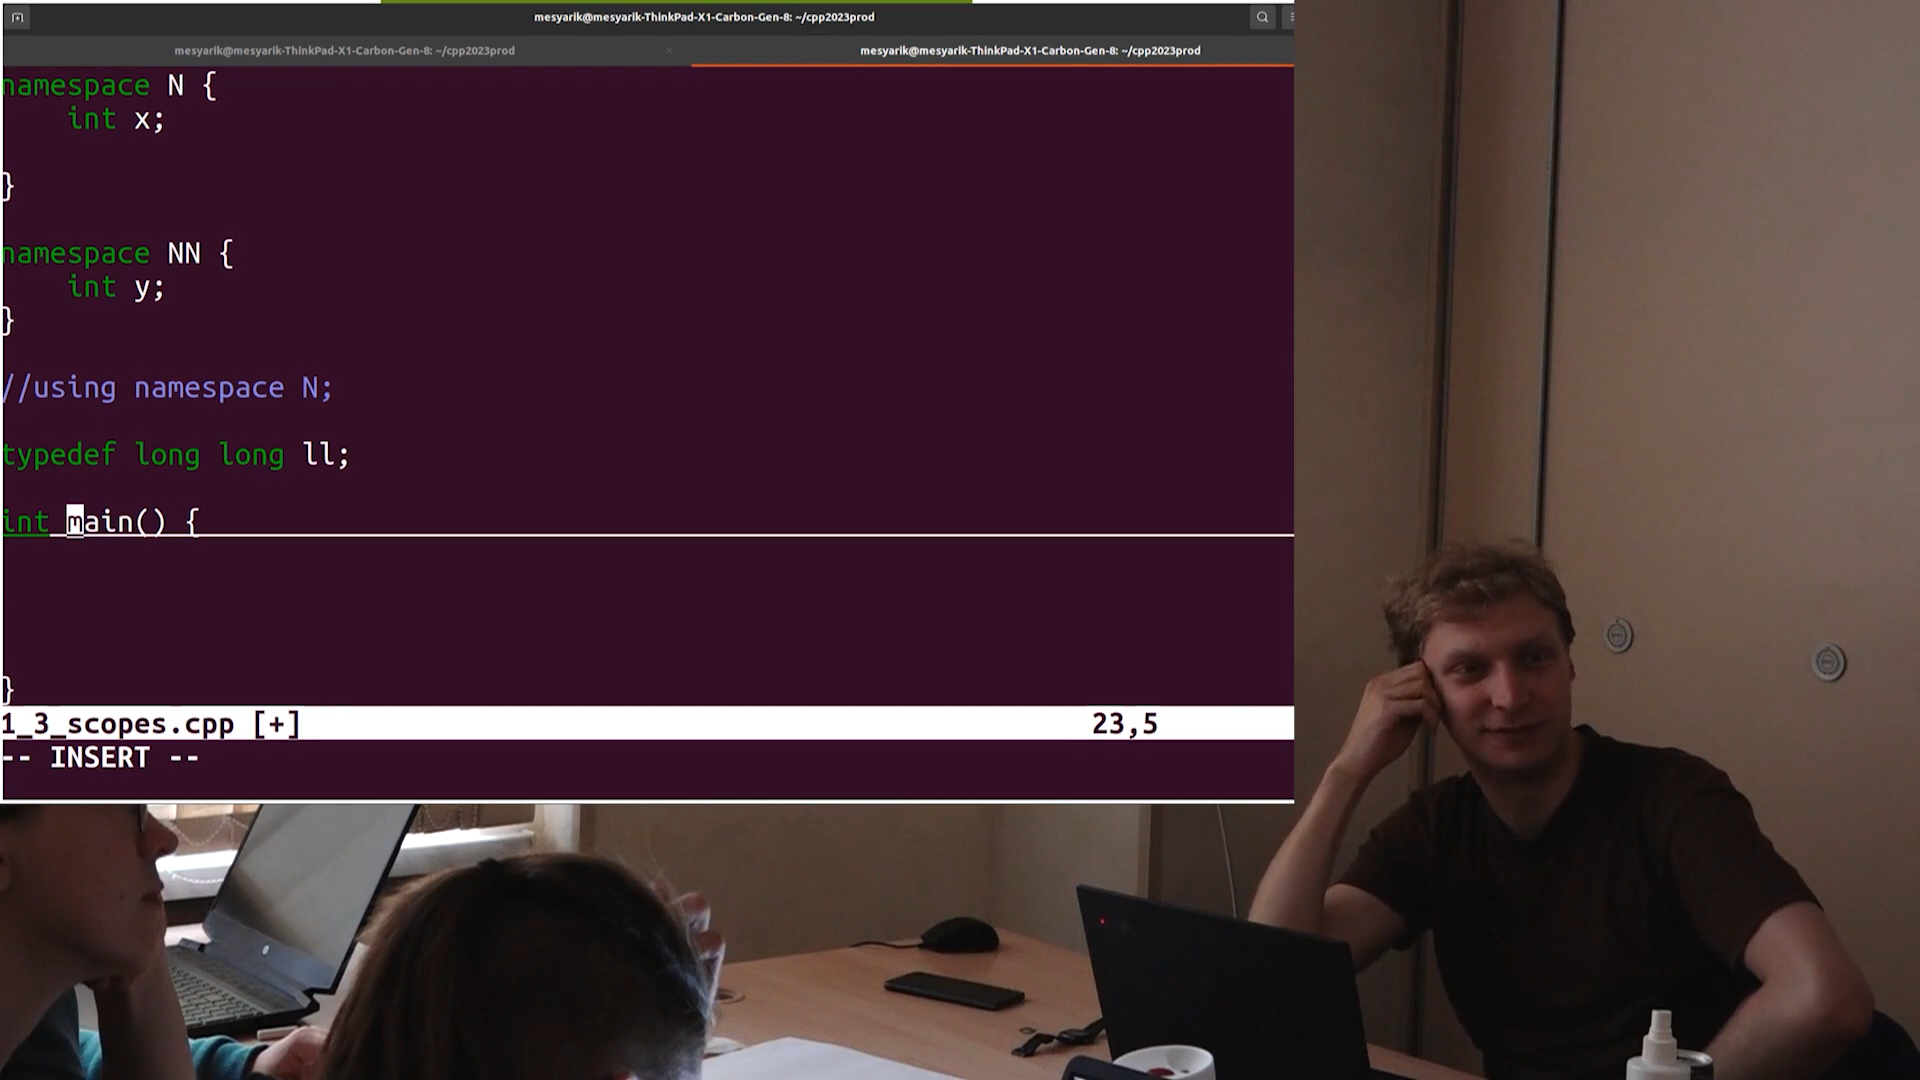 mesyarik@mesyarik-ThinkPad-X1-Carbon-Gen-8: ~/cpp2023prod
mesyarik@mesyarik-ThinkPad-X1-Carbon-Gen-8: ~/cpp2023prod × mesyarik@mesyarik-ThinkPad-X1-Carbon-Gen-8: ~/cpp2023prod
namespace N {
int x;
}
namespace NN {
int y;
}
//using namespace N;
typedef long long ll;
int main() {
}
1_3_scopes.cpp [+] 23,5
-- INSERT --